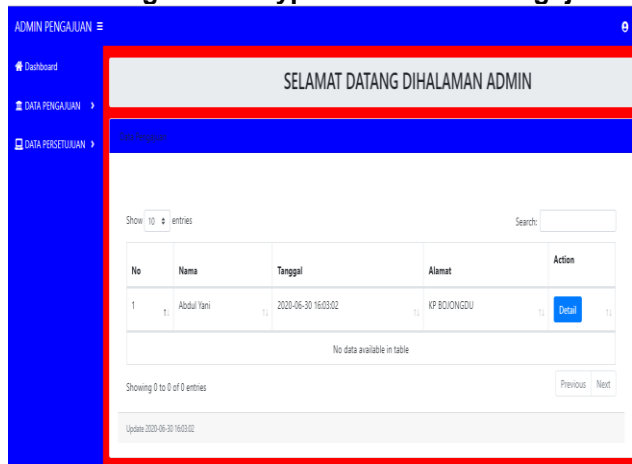 ADMIN PENGAJUAN
SELAMAT DATANG DIHALAMAN ADMIN
Dashboard
DATA PENGAJUAN
DATA PERSETUJUAN
Show 10 entries
Search:
No Nama Tanggal Alamat Action
1 Abdul Yani 2020-06-30 16:03:02 KP BOJONGDU Detail
No data available in table
Showing 0 to 0 of 0 entries
Previous Next
Update 2020-06-30 16:03:02